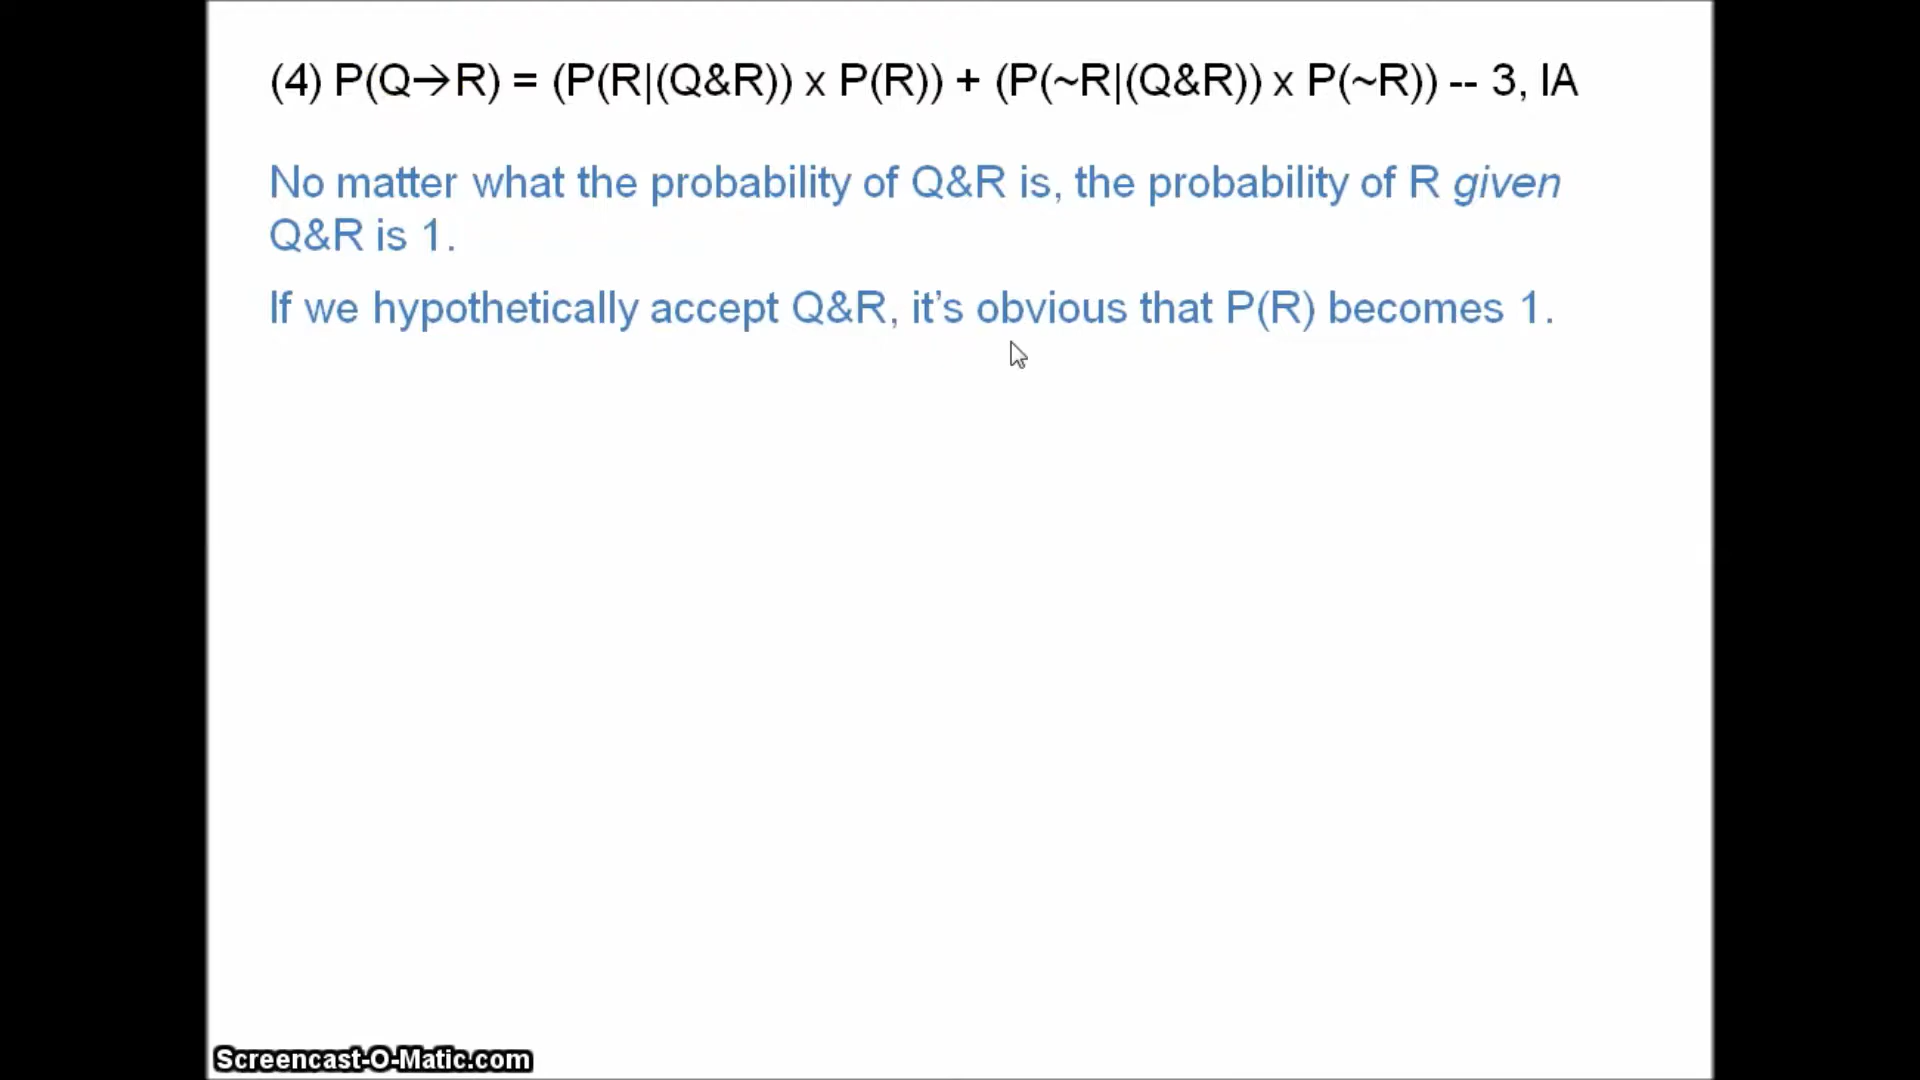 (4) P(Q→R) = (P(R|(Q&R)) x P(R)) + (P(~R|(Q&R)) x P(~R)) -- 3, IA
No matter what the probability of Q&R is, the probability of R given
Q&R is 1.
If we hypothetically accept Q&R, it’s obvious that P(R) becomes 1.
Screencast-O-Matic.com